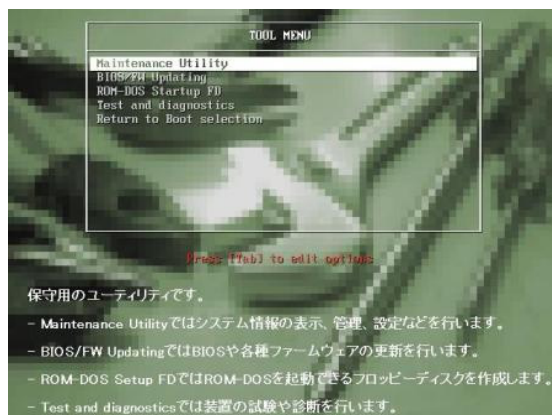 TOOL MENU
Maintenance Utility
BIOS/FW Updating
ROM-DOS Startup FD
Test and diagnostics
Return to Boot selection
Press [Tab] to edit options
保守用のユーティリティです。
- Maintenance Utilityではシステム情報の表示、管理、設定などを行います。
- BIOS/FW UpdatingではBIOSや各種ファームウェアの更新を行います。
- ROM-DOS Setup FDではROM-DOSを起動できるフロッピーディスクを作成します。
- Test and diagnosticsでは装置の試験や診断を行います。